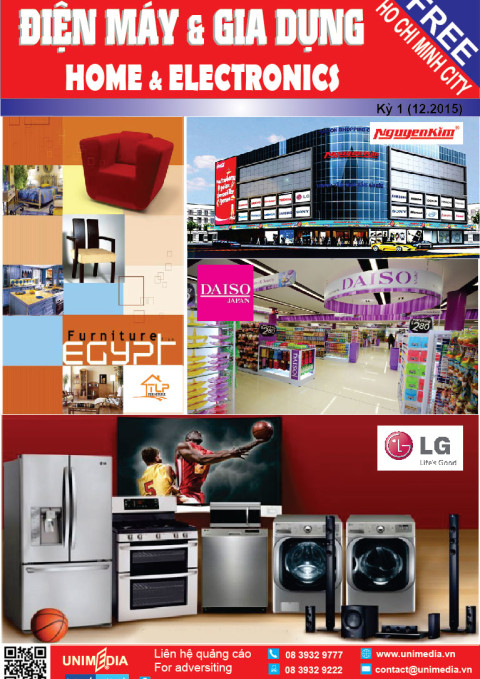 ĐIỆN MÁY & GIA DỤNG
HOME & ELECTRONICS
FREE
HO CHI MINH CITY
Kỳ 1 (12.2015)
NguyenKim
DAISO
JAPAN
DAISO
Furniture
EGYPT
TLP
LG
Life's Good
UNIMEDIA
Liên hệ quảng cáo
For adversiting
08 3932 9777
08 3932 9222
www.unimedia.vn
contact@unimedia.vn